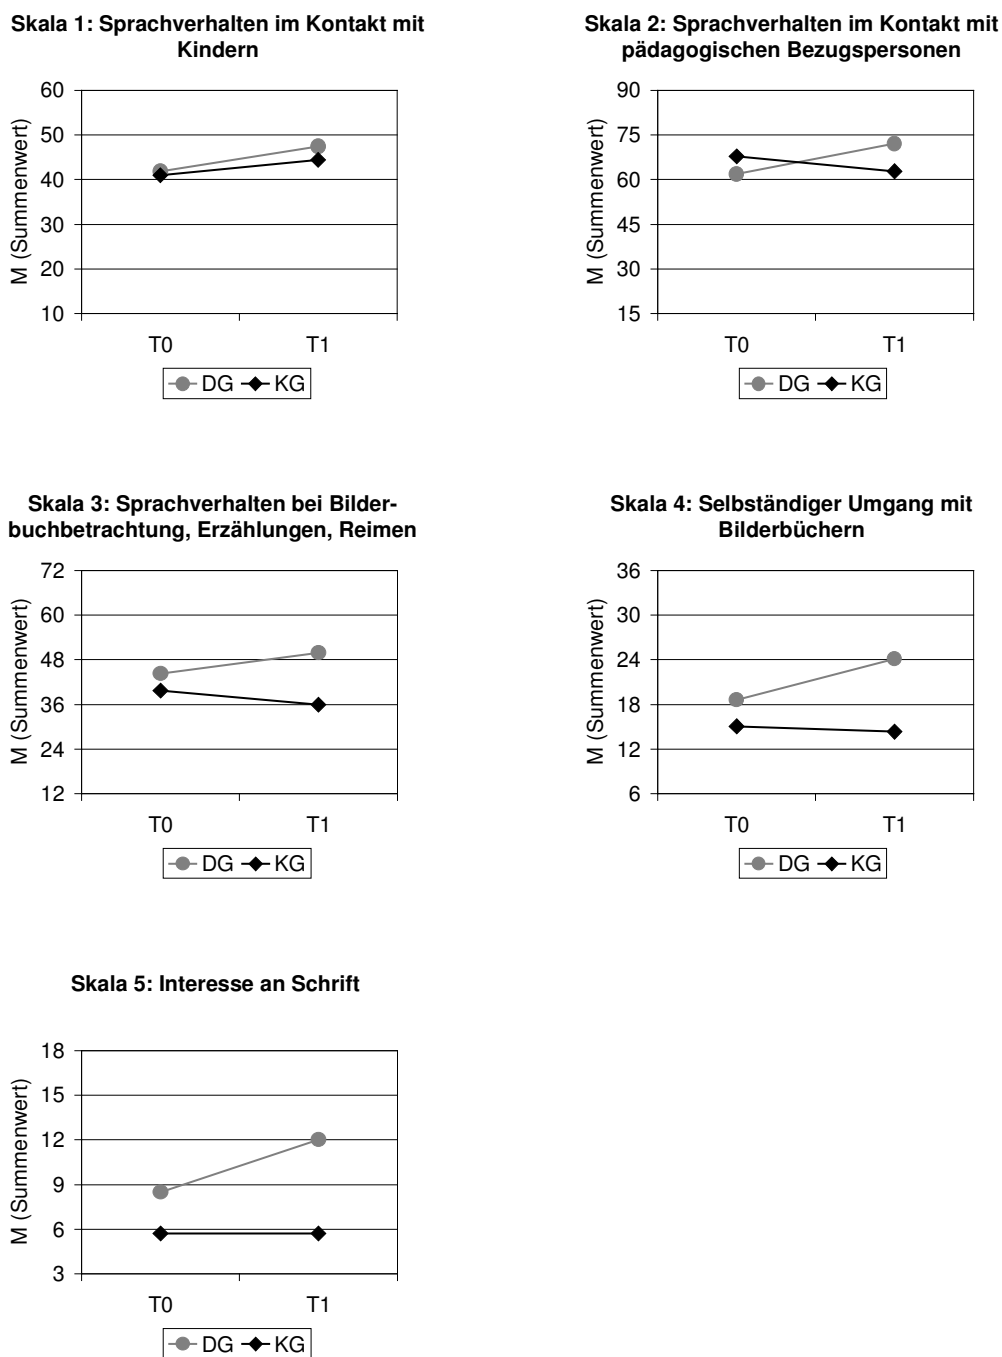 Skala 1: Sprachverhalten im Kontakt mit
Kindern
M (Summenwert)
60
50
40
30
20
10
T0 T1
DG KG
Skala 2: Sprachverhalten im Kontakt mit
pädagogischen Bezugspersonen
M (Summenwert)
90
75
60
45
30
15
T0 T1
DG KG
Skala 3: Sprachverhalten bei Bilder-
buchbetrachtung, Erzählungen, Reimen
M (Summenwert)
72
60
48
36
24
12
T0 T1
DG KG
Skala 4: Selbständiger Umgang mit
Bilderbüchern
M (Summenwert)
36
30
24
18
12
6
T0 T1
DG KG
Skala 5: Interesse an Schrift
M (Summenwert)
18
15
12
9
6
3
T0 T1
DG KG